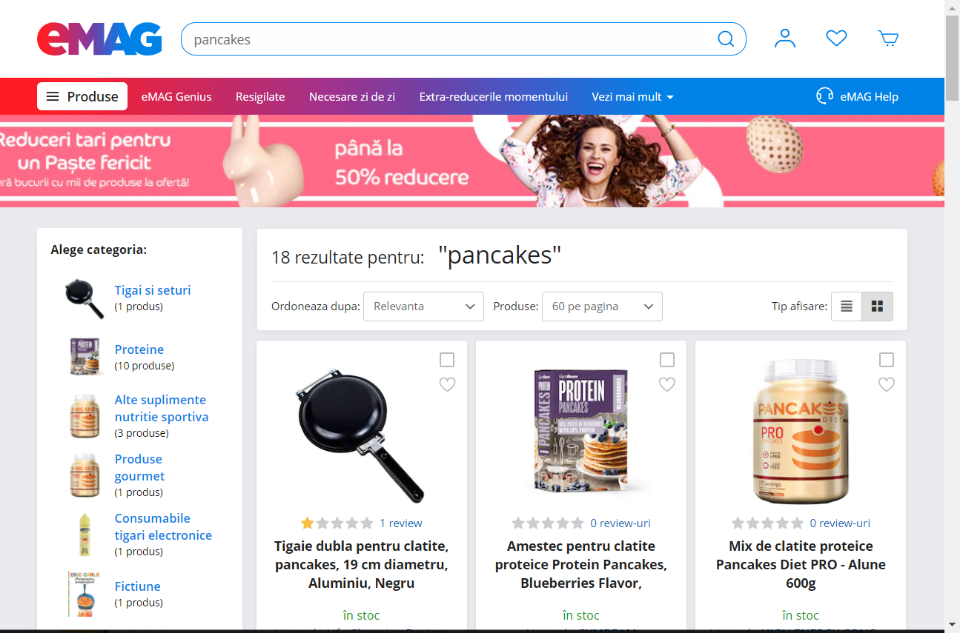 eMAG
pancakes
Produse
eMAG Genius
Resigilate
Necesare zi de zi
Extra-reducerile momentului
Vezi mai mult
eMAG Help
Reduceri tari pentru
un Paște fericit
eră bucurii cu mii de produse la ofertă!
până la
50% reducere
Alege categoria:
Tigai si seturi
(1 produs)
Proteine
(10 produse)
Alte suplimente
nutritie sportiva
(3 produse)
Produse
gourmet
(1 produs)
Consumabile
tigari electronice
(1 produs)
Fictiune
(1 produs)
18 rezultate pentru: "pancakes"
Ordoneaza dupa: Relevanta
Produse: 60 pe pagina
Tip afisare:
1 review
Tigaie dubla pentru clatite,
pancakes, 19 cm diametru,
Aluminiu, Negru
în stoc
PROTEIN
PANCAKES
0 review-uri
Amestec pentru clatite
proteice Protein Pancakes,
Blueberries Flavor,
în stoc
PANCAKES
DIET
PRO
0 review-uri
Mix de clatite proteice
Pancakes Diet PRO - Alune
600g
în stoc